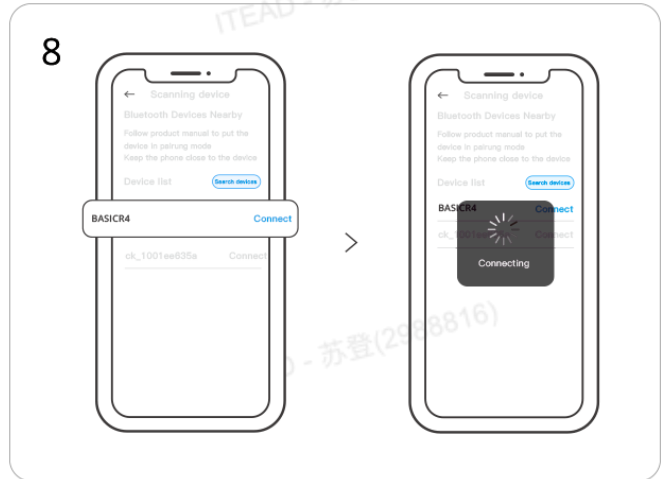 ITEAD - 苏
8
← Scanning device
Bluetooth Devices Nearby
Follow product manual to put the
device in pairung mode
Keep the phone close to the device
Device list Search devices
BASICR4 Connect
ck_1001ea635a Connect
>
← Scanning device
Bluetooth Devices Nearby
Follow product manual to put the
device in pairung mode
Keep the phone close to the device
Device list Search devices
BASICR4 Connect
Connect
Connecting
D - 苏登(2988816)